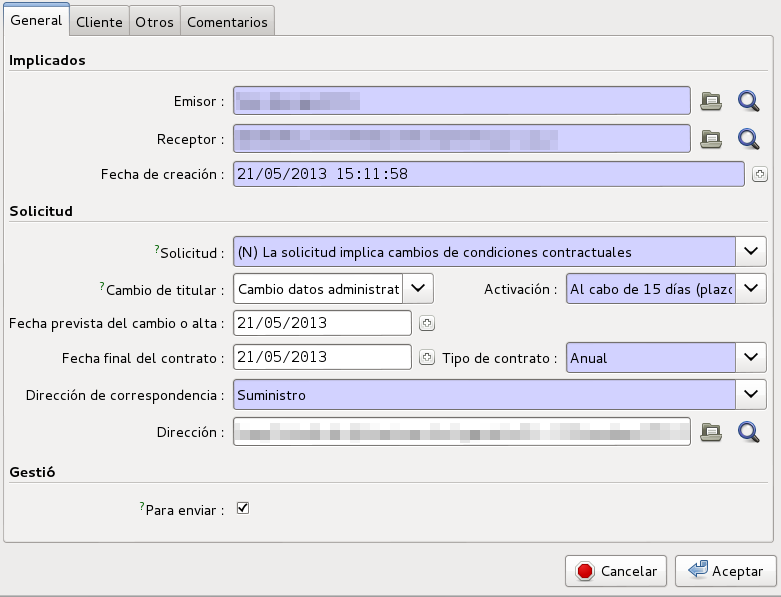 General Cliente Otros Comentarios
Implicados
Emisor :
Receptor :
Fecha de creación : 21/05/2013 15:11:58
Solicitud
?Solicitud : (N) La solicitud implica cambios de condiciones contractuales
?Cambio de titular : Cambio datos administrat Activación : Al cabo de 15 días (plazo
Fecha prevista del cambio o alta : 21/05/2013
Fecha final del contrato : 21/05/2013 Tipo de contrato : Anual
Dirección de correspondencia : Suministro
Dirección :
Gestió
?Para enviar :
Cancelar Aceptar